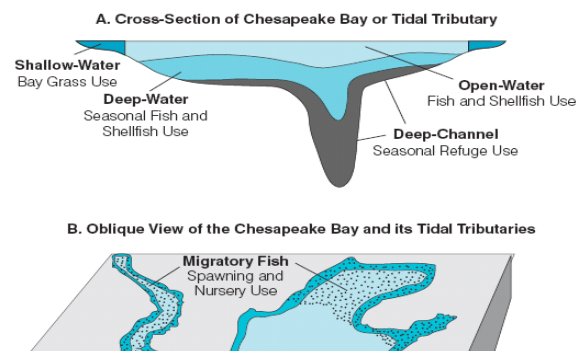 A. Cross-Section of Chesapeake Bay or Tidal Tributary
Shallow-Water
Bay Grass Use
Deep-Water
Seasonal Fish and
Shellfish Use
Open-Water
Fish and Shellfish Use
Deep-Channel
Seasonal Refuge Use
B. Oblique View of the Chesapeake Bay and its Tidal Tributaries
Migratory Fish
Spawning and
Nursery Use